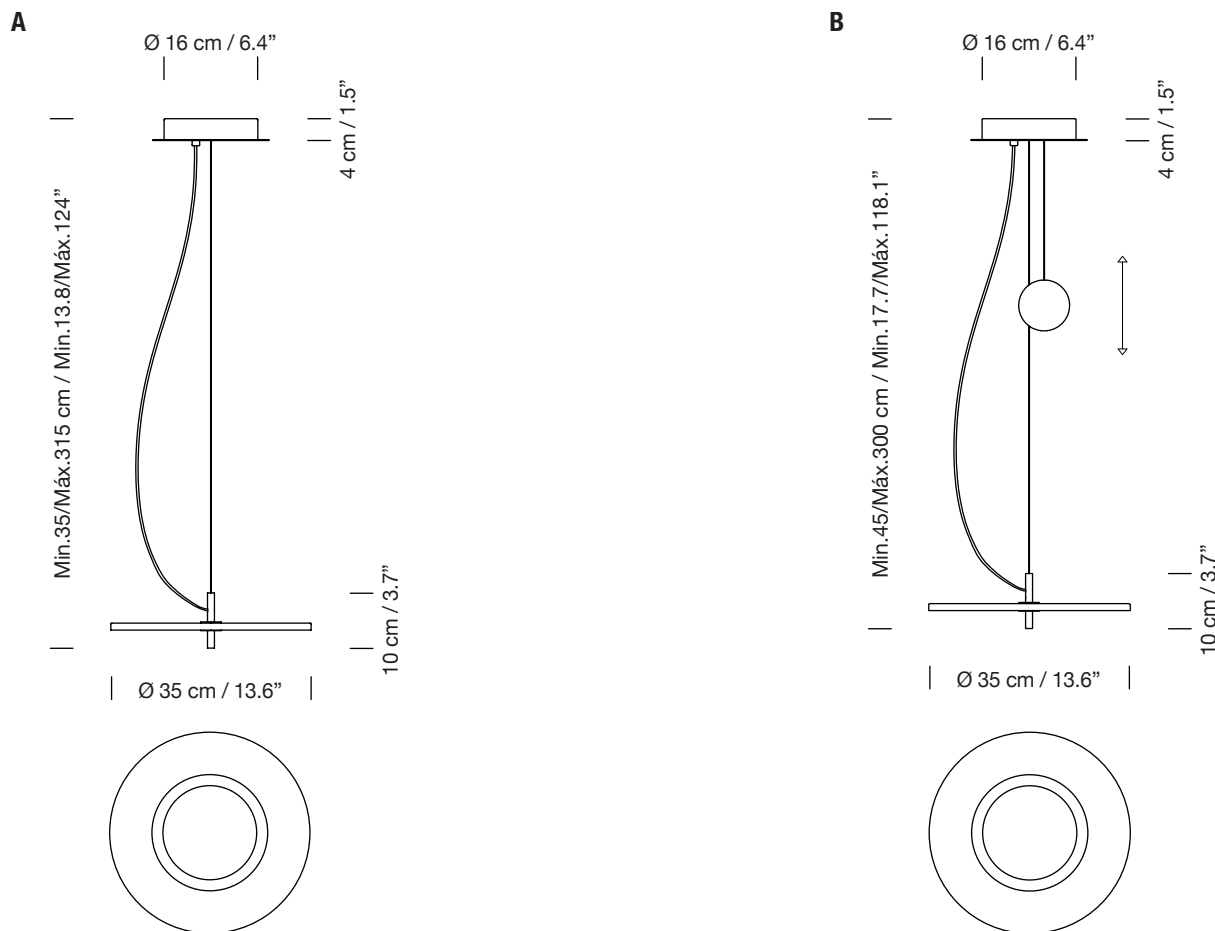 A
Ø 16 cm / 6.4”
4 cm / 1.5”
Min.35/Máx.315 cm / Min.13.8/Máx.124”
10 cm / 3.7”
Ø 35 cm / 13.6”
B
Ø 16 cm / 6.4”
4 cm / 1.5”
Min.45/Máx.300 cm / Min.17.7/Máx.118.1”
10 cm / 3.7”
Ø 35 cm / 13.6”